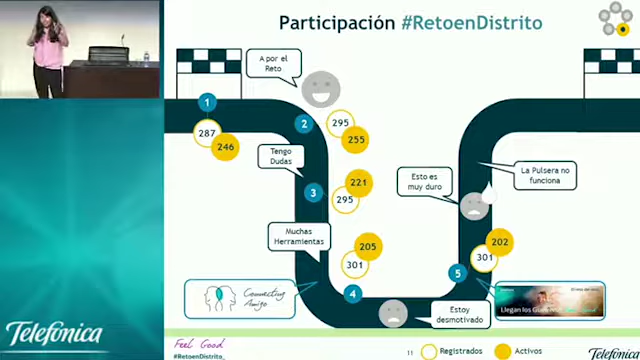 Participación #RetoenDistrito
A por el
Reto
1
287
246
2
295
255
Tengo
Dudas
3
221
295
Esto es
muy duro
La Pulsera no
funciona
Muchas
Herramientas
205
301
4
202
301
5
Connecting
Amigo
Estoy
desmotivado
Llegan los
Telefónica
Feel Good
#RetoenDistrito_
11
Registrados
Activos
Telefónica